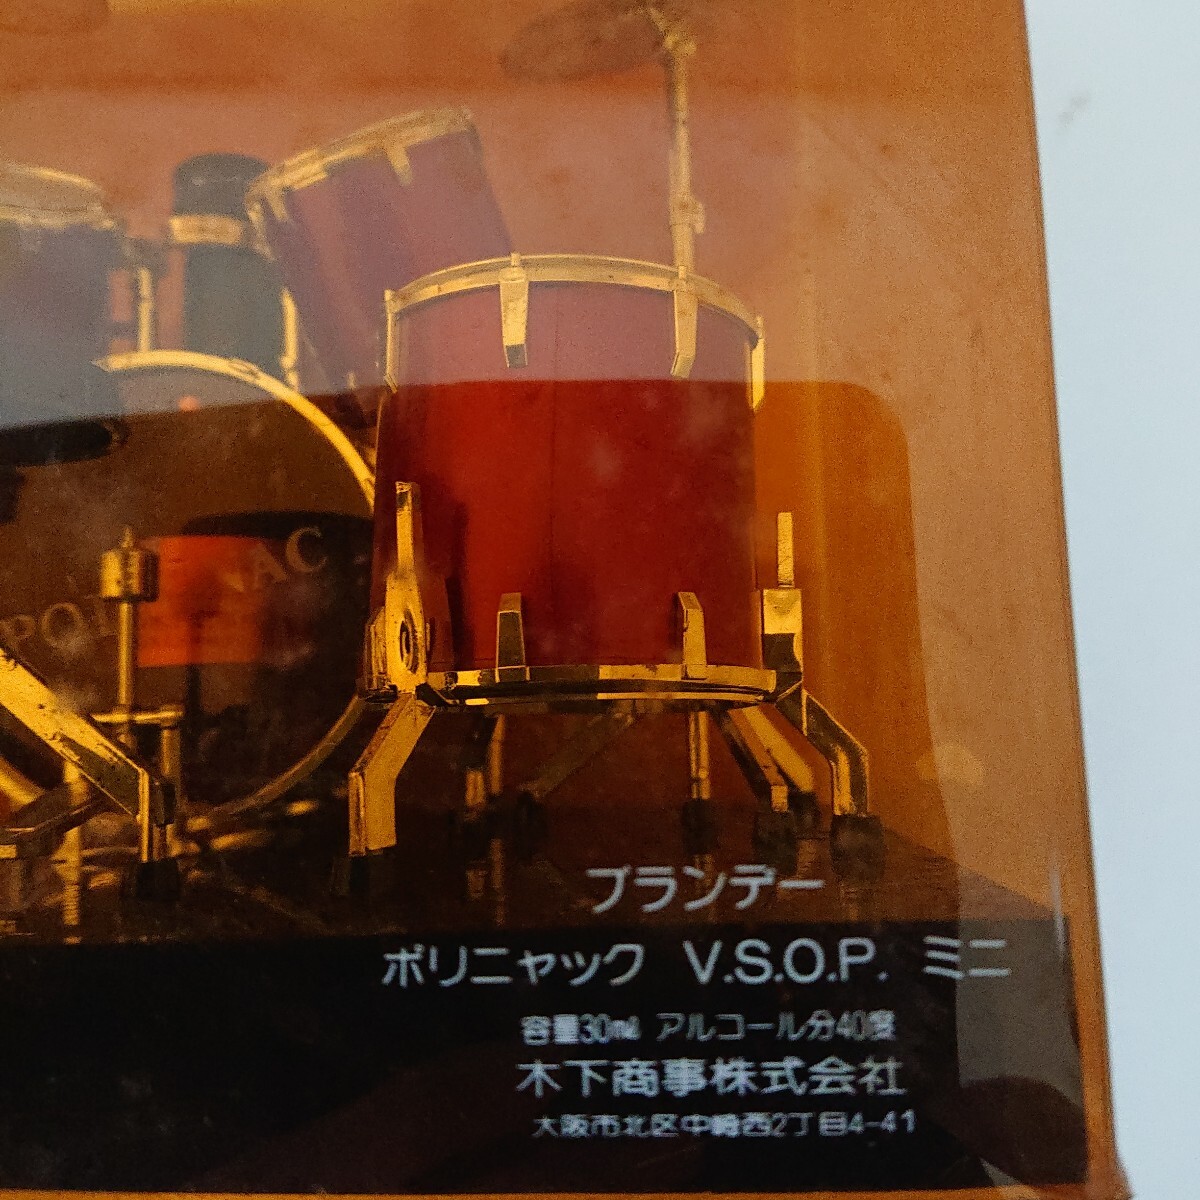 ブランデー
ポリニャック V.S.O.P. ミニ
容量30㎖ アルコール分40度
木下商事株式会社
大阪市北区中崎西2丁目4-41